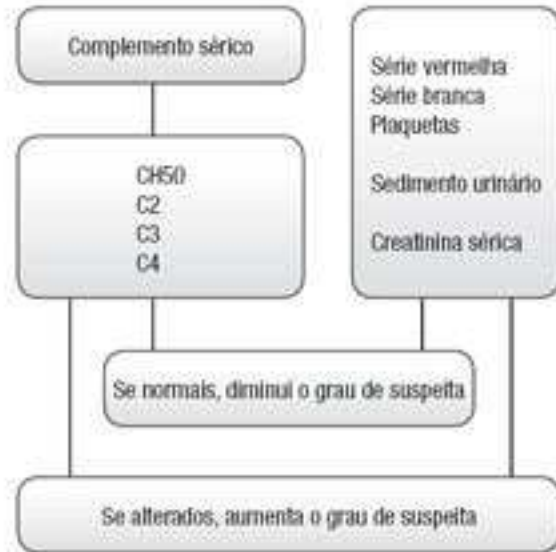 Complemento sérico
CH50
C2
C3
C4
Série vermelha
Série branca
Plaquetas
Sedimento urinário
Creatinina sérica
Se normais, diminui o grau de suspeita
Se alterados, aumenta o grau de suspeita